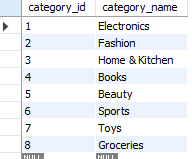 category_id category_name
1 Electronics
2 Fashion
3 Home & Kitchen
4 Books
5 Beauty
6 Sports
7 Toys
8 Groceries
NULL NULL